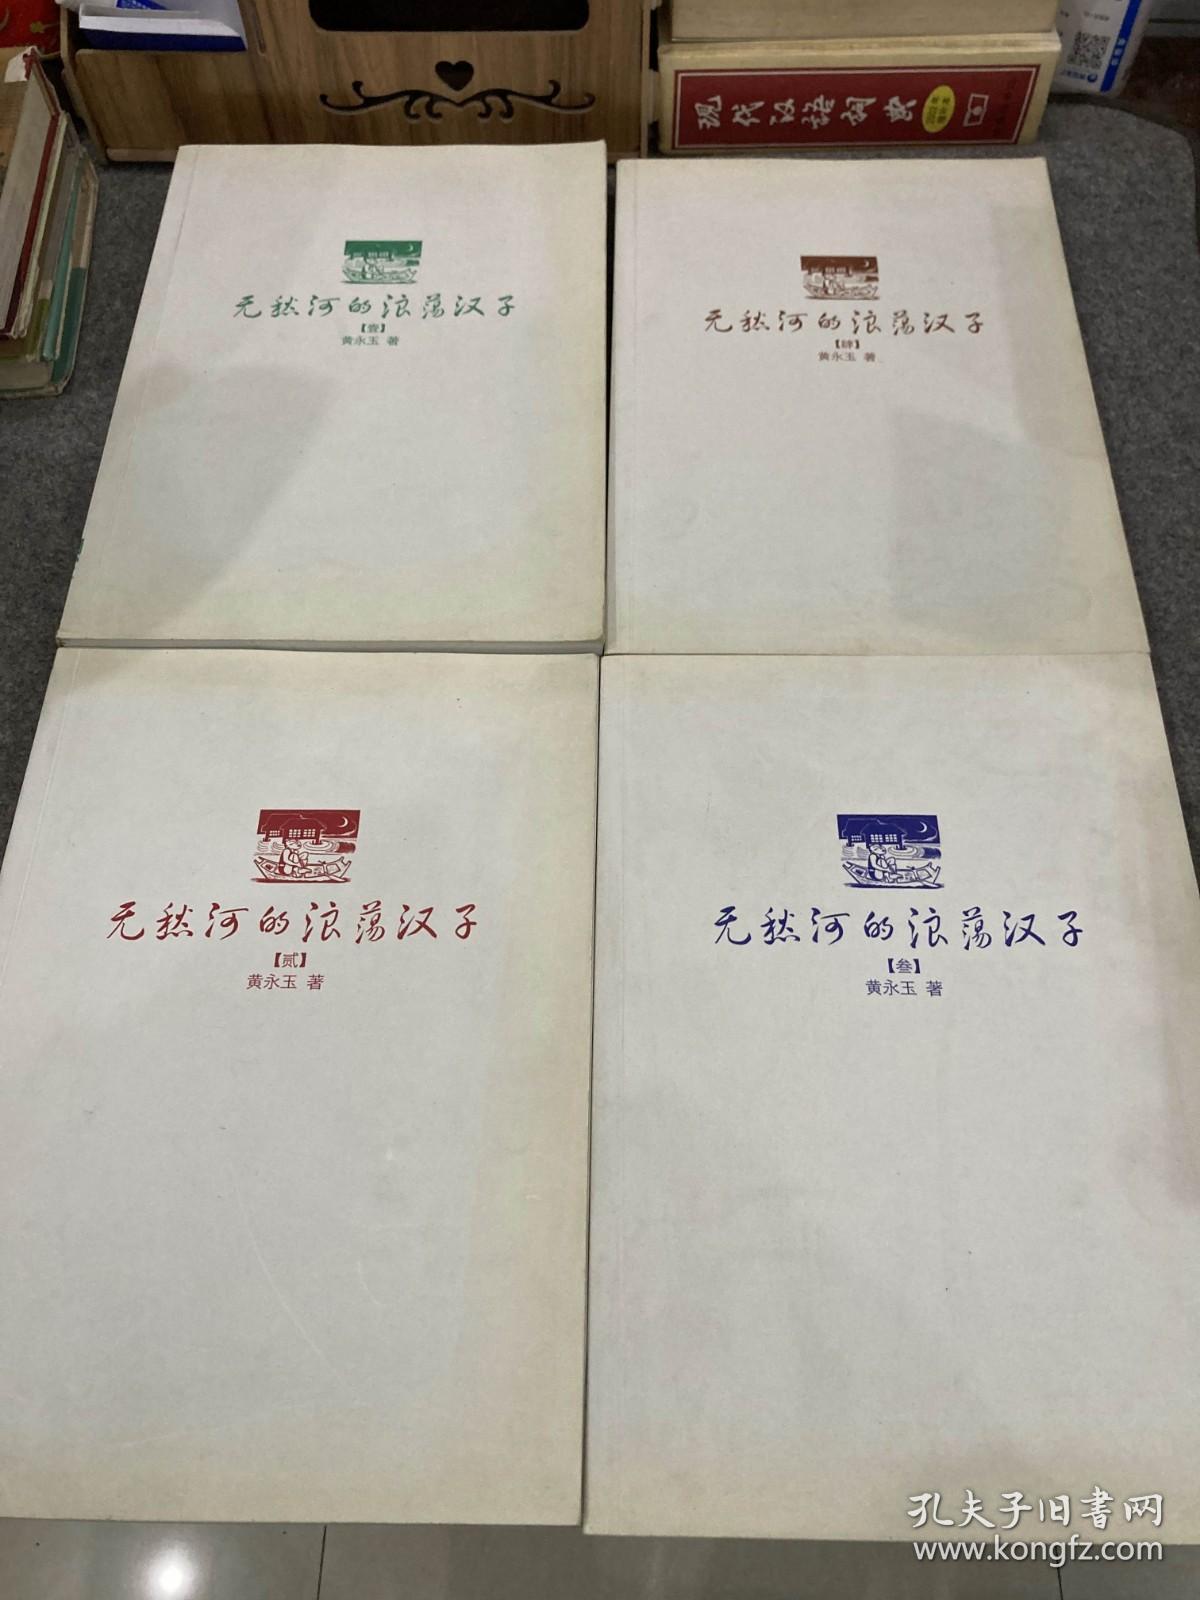 现代汉语词典
无愁河的浪荡汉子
【壹】
黄永玉 著
无愁河的浪荡汉子
【肆】
黄永玉 著
无愁河的浪荡汉子
【贰】
黄永玉 著
无愁河的浪荡汉子
【叁】
黄永玉 著
孔夫子旧书网
www.kongfz.com